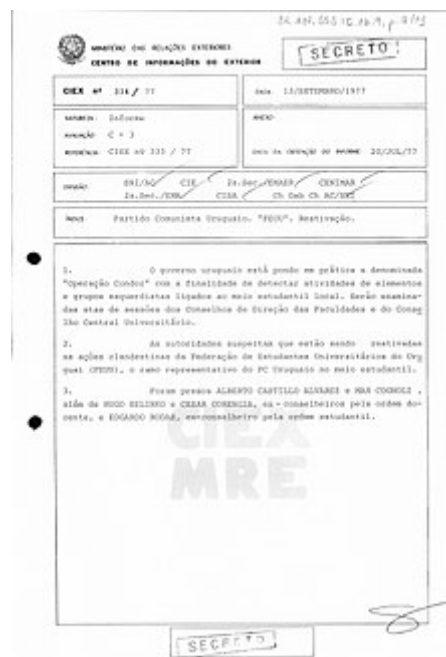 SECRETO
MINISTÉRIO DAS RELAÇÕES EXTERIORES
CENTRO DE INFORMAÇÕES DO EXTERIOR
CIEX nº 336/ 77
DATA: 13/SETEMBRO/1977
NATUREZA: Informe
AVALIAÇÃO: C - 3
REFERÊNCIA: CIEX nº 335 / 77
ANEXO:
DATA DA OBTENÇÃO DO INFORME: 20/JUL/77
DIFUSÃO: SNI/AC CIE 2a.Sec./EMAER CENIMAR
2a.Sec./EMA CISA Ch Gab Ch AC/SNI
ÍNDICE: Partido Comunista Uruguaio. "FEUU". Reativação.
1. O governo uruguaio está pondo em prática a denominada
"Operação Condor" com a finalidade de detectar atividades de elementos
e grupos esquerdistas ligados ao meio estudantil local. Serão examina-
das atas de sessões dos Conselhos de Direção das Faculdades e do Conse
lho Central Universitário.
2. As autoridades suspeitam que estão sendo reativadas
as ações clandestinas da Federação de Estudantes Universitários do Uru
guai (FEUU), o ramo representativo do PC Uruguaio no meio estudantil.
3. Foram presos ALBERTO CASTILLO ALVARES e MAX COGNOLI ,
além de HUGO e CESAR , ex-conselheiros pela ordem do-
cente, e EDGARDO , ex-conselheiro pela ordem estudantil.
CIEX
MRE
SECRETO